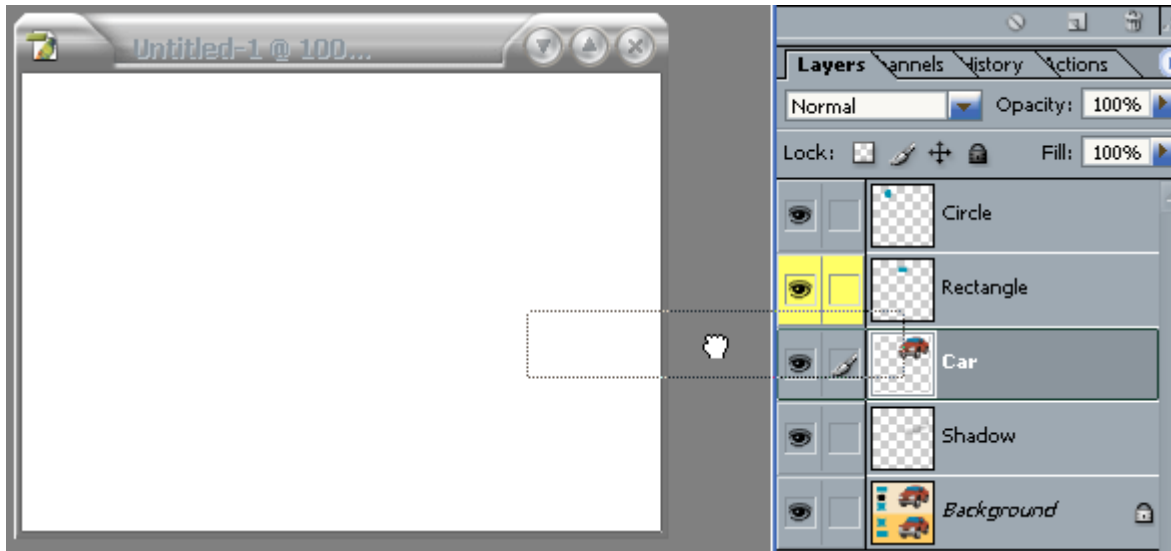 Untitled-1 @ 100...
Layers
annels
istory
ctions
Normal
Opacity: 100%
Lock:
Fill: 100%
Circle
Rectangle
Car
Shadow
Background